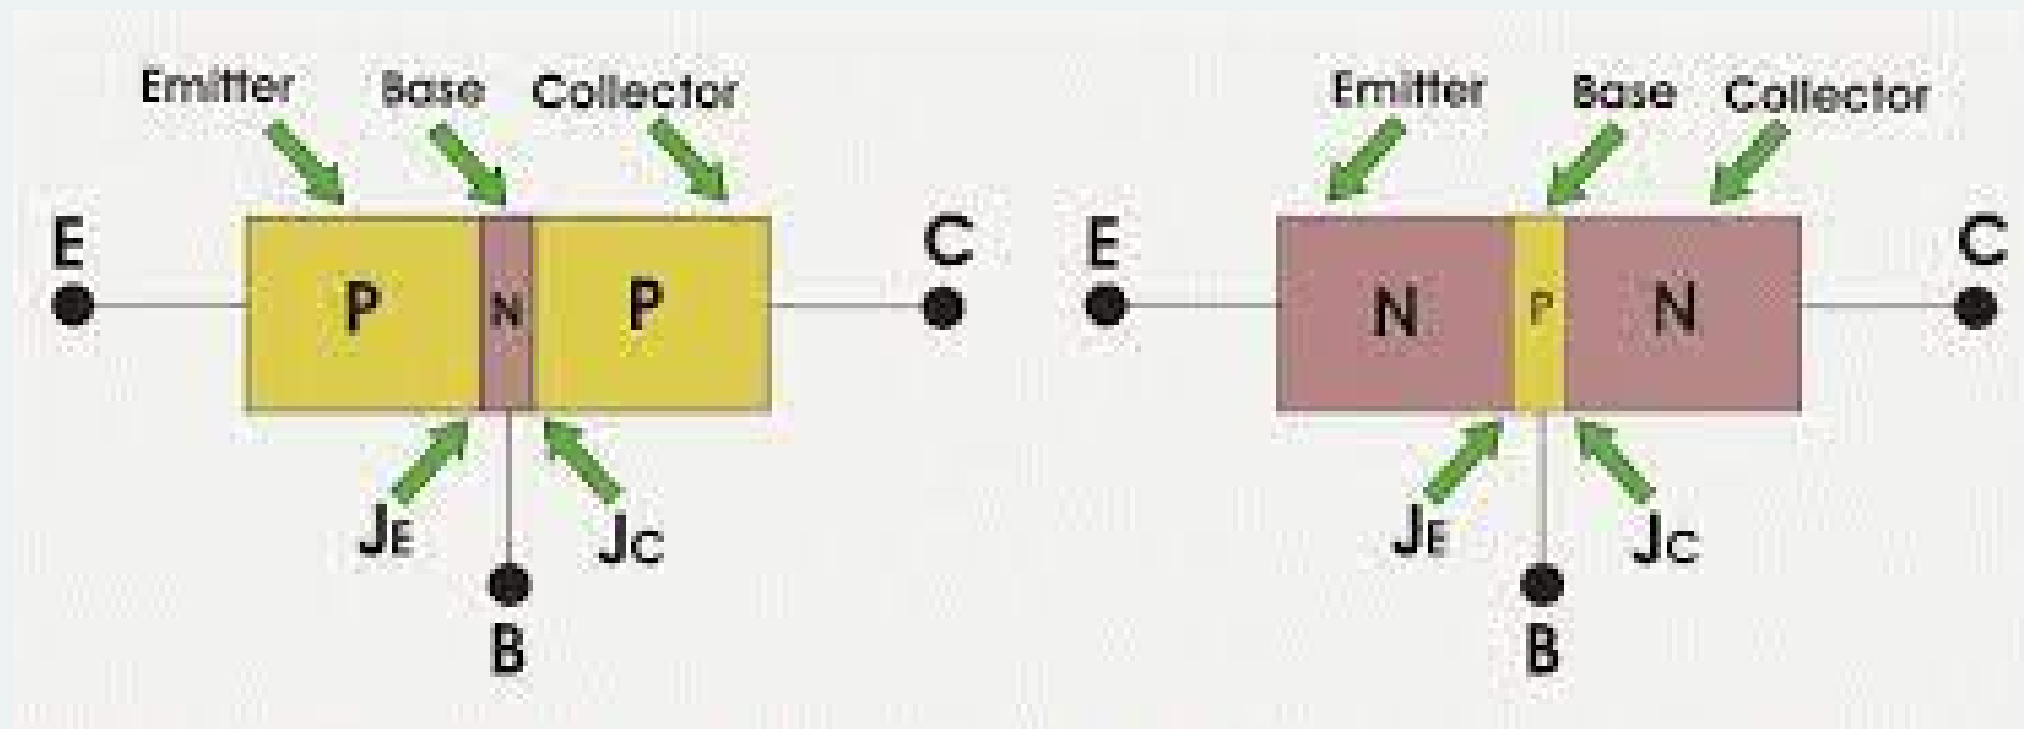 Emitter Base Collector
E P N P C
JE JC
B
Emitter Base Collector
E N P N C
JE JC
B